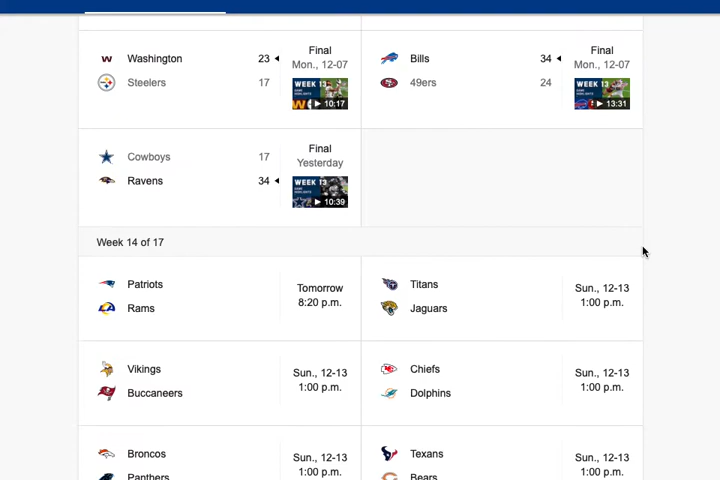 Washington 23 Final
Steelers 17 Mon., 12-07
WEEK 13
10:17
Bills 34 Final
49ers 24 Mon., 12-07
WEEK 13
13:31
Cowboys 17 Final
Ravens 34 Yesterday
WEEK 13
10:39
Week 14 of 17
Patriots Tomorrow
Rams 8:20 p.m.
Titans Sun., 12-13
Jaguars 1:00 p.m.
Vikings Sun., 12-13
Buccaneers 1:00 p.m.
Chiefs Sun., 12-13
Dolphins 1:00 p.m.
Broncos Sun., 12-13
Panthers 1:00 p.m.
Texans Sun., 12-13
Bears 1:00 p.m.